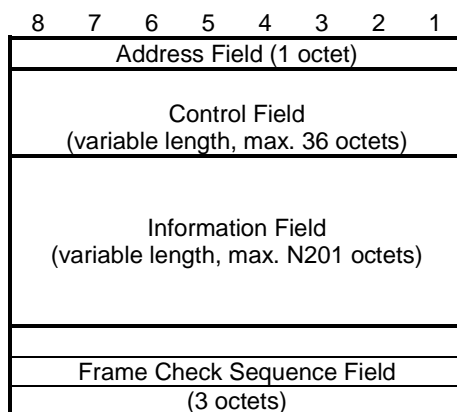 8 7 6 5 4 3 2 1
Address Field (1 octet)
Control Field
(variable length, max. 36 octets)
Information Field
(variable length, max. N201 octets)
Frame Check Sequence Field
(3 octets)